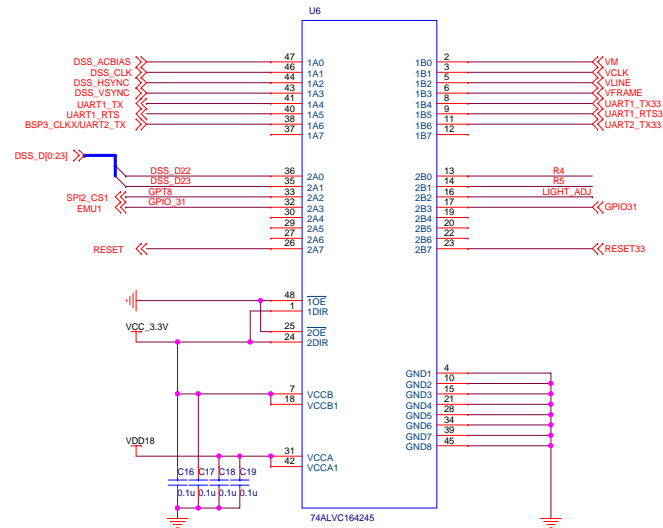 U6
DSS_ACBIAS 47 1A0 1B0 2 VM
DSS_CLK 46 1A1 1B1 3 VCLK
DSS_HSYNC 44 1A2 1B2 5 VLINE
DSS_VSYNC 43 1A3 1B3 6 VFRAME
UART1_TX 41 1A4 1B4 8 UART1_TX33
UART1_RTS 40 1A5 1B5 9 UART1_RTS3
BSP3_CLKX/UART2_TX 38 1A6 1B6 11 UART2_TX33
37 1A7 1B7 12
DSS_D[0:23]
DSS_D22 36 2A0 2B0 13 R4
DSS_D23 35 2A1 2B1 14 R5
SPI2_CS1 GPT8 33 2A2 2B2 16 LIGHT_ADJ
EMU1 GPIO_31 32 2A3 2B3 17 GPIO31
30 2A4 2B4 19
29 2A5 2B5 20
27 2A6 2B6 22
RESET 26 2A7 2B7 23 RESET33
48 1OE
1 1DIR
VCC_3.3V 25 2OE
24 2DIR
GND1 4
GND2 10
7 VCCB GND3 15
18 VCCB1 GND4 21
GND5 28
GND6 34
VDD18 GND7 39
31 VCCA GND8 45
42 VCCA1
C16 C17 C18 C19
0.1u 0.1u 0.1u 0.1u
74ALVC164245